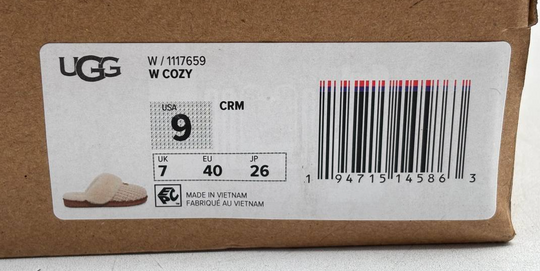 UGG
W / 1117659
W COZY
USA
9
CRM
UK EU JP
7 40 26
MADE IN VIETNAM
FABRIQUÉ AU VIETNAM
1 94715 14586 3